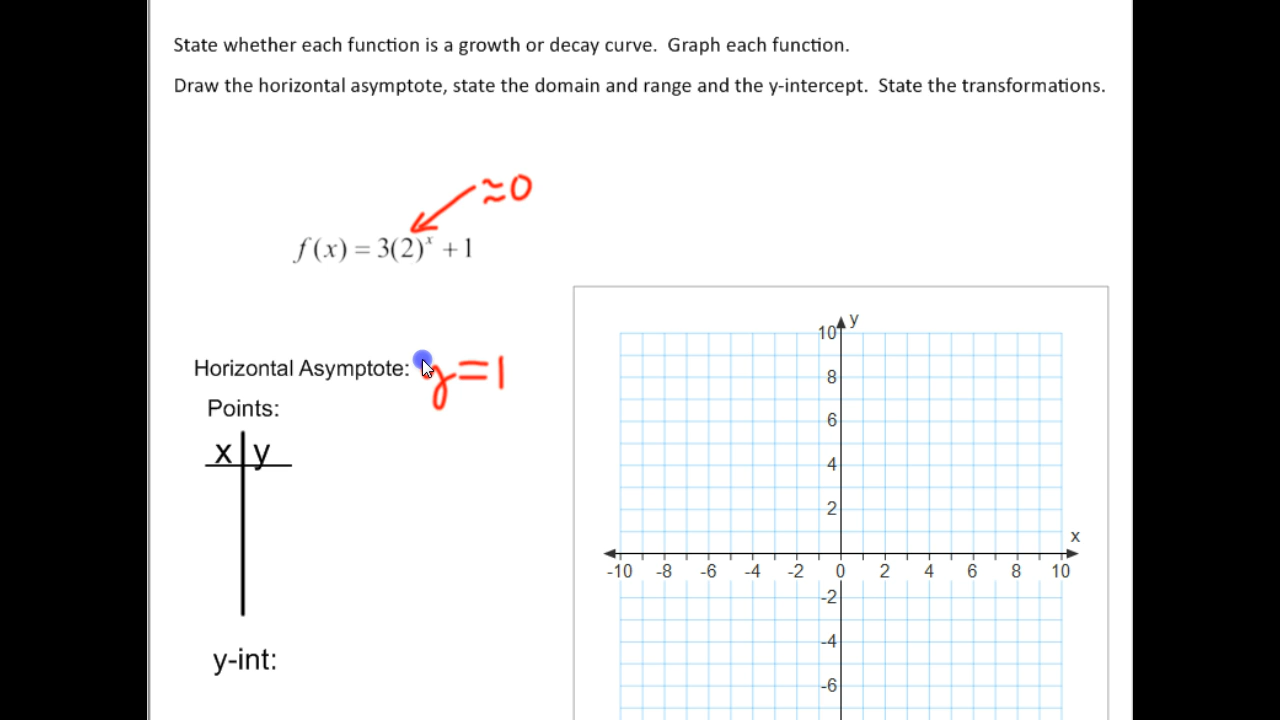 State whether each function is a growth or decay curve.  Graph each function.
Draw the horizontal asymptote, state the domain and range and the y-intercept.  State the transformations.
≈0
f(x) = 3(2)^x + 1
Horizontal Asymptote: y=1
Points:
x y
y-int:
y
10
8
6
4
2
x
-10 -8 -6 -4 -2 0 2 4 6 8 10
-2
-4
-6